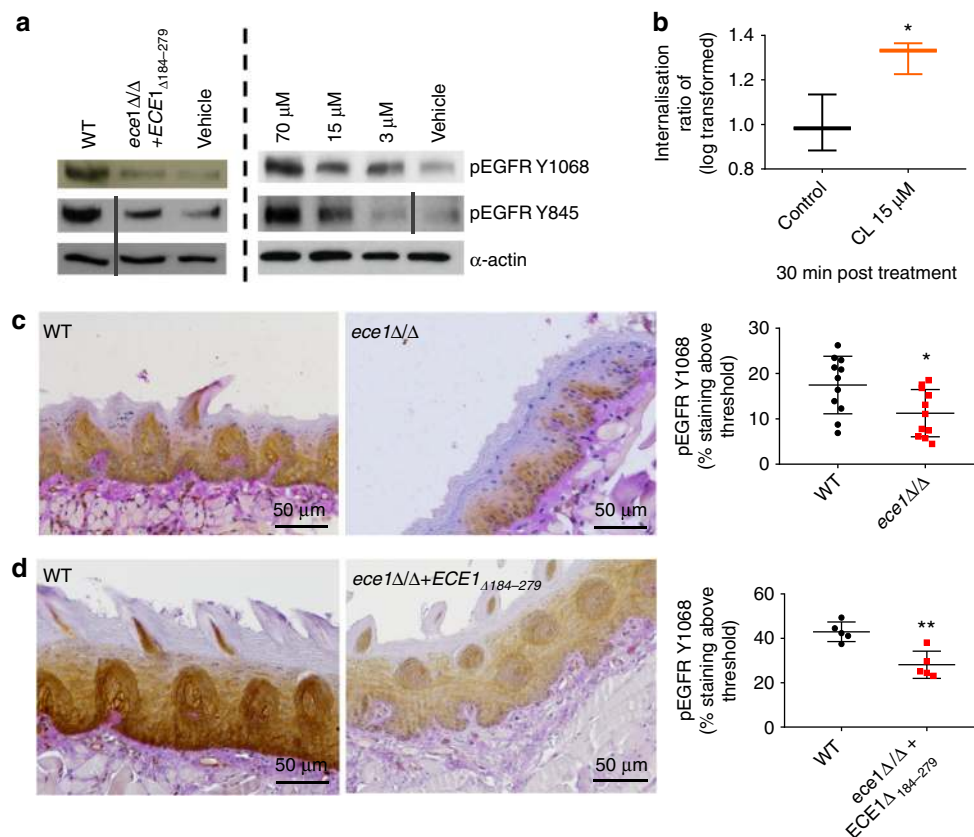 a
WT
ece1Δ/Δ
+ECE1Δ184–279
Vehicle
70 μM
15 μM
3 μM
Vehicle
pEGFR Y1068
pEGFR Y845
α-actin
b
Internalisation
ratio of
(log transformed)
1.4
1.2
1.0
0.8
*
Control
CL 15 μM
30 min post treatment
c
WT
50 μm
ece1Δ/Δ
50 μm
pEGFR Y1068
(% staining above
threshold)
30
20
10
0
*
WT
ece1Δ/Δ
d
WT
50 μm
ece1Δ/Δ+ECE1Δ184–279
50 μm
pEGFR Y1068
(% staining above
threshold)
60
40
20
0
**
WT
ece1Δ/Δ +
ECE1Δ 184–279